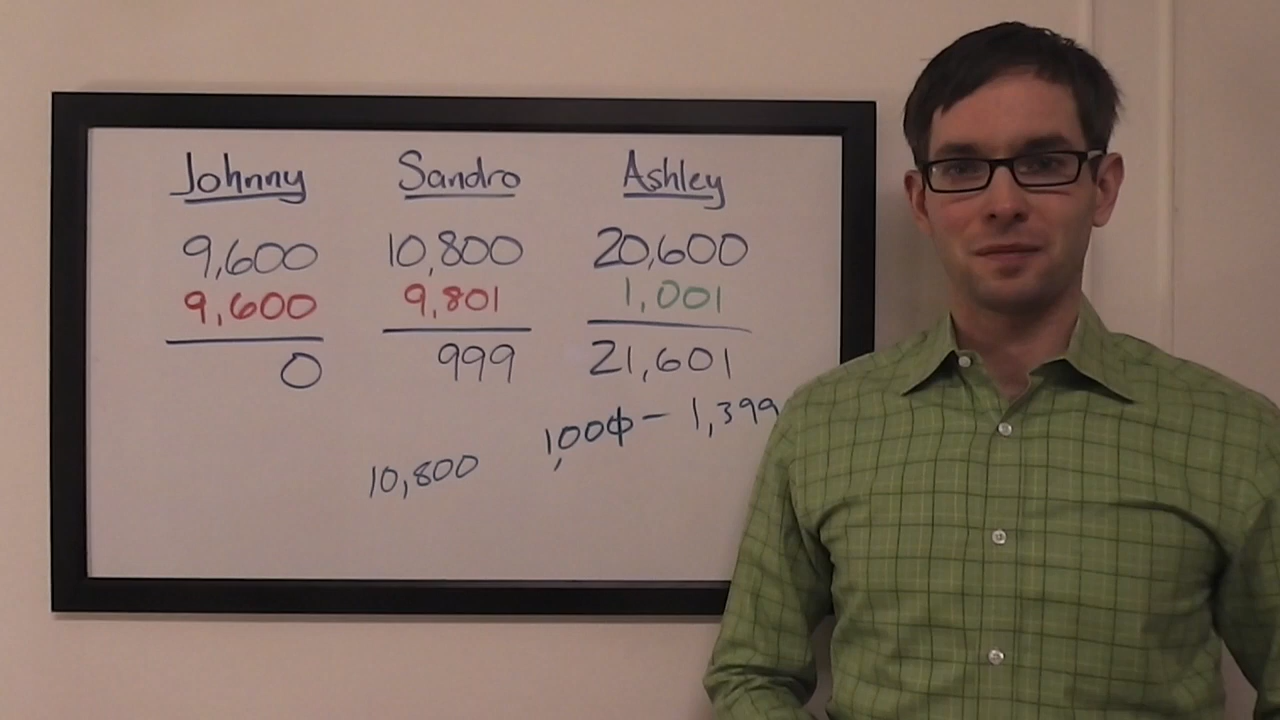 Johnny Sandro Ashley
9,600 10,800 20,600
9,600 9,801 1,001
0 999 21,601
1,000 – 1,399
10,800